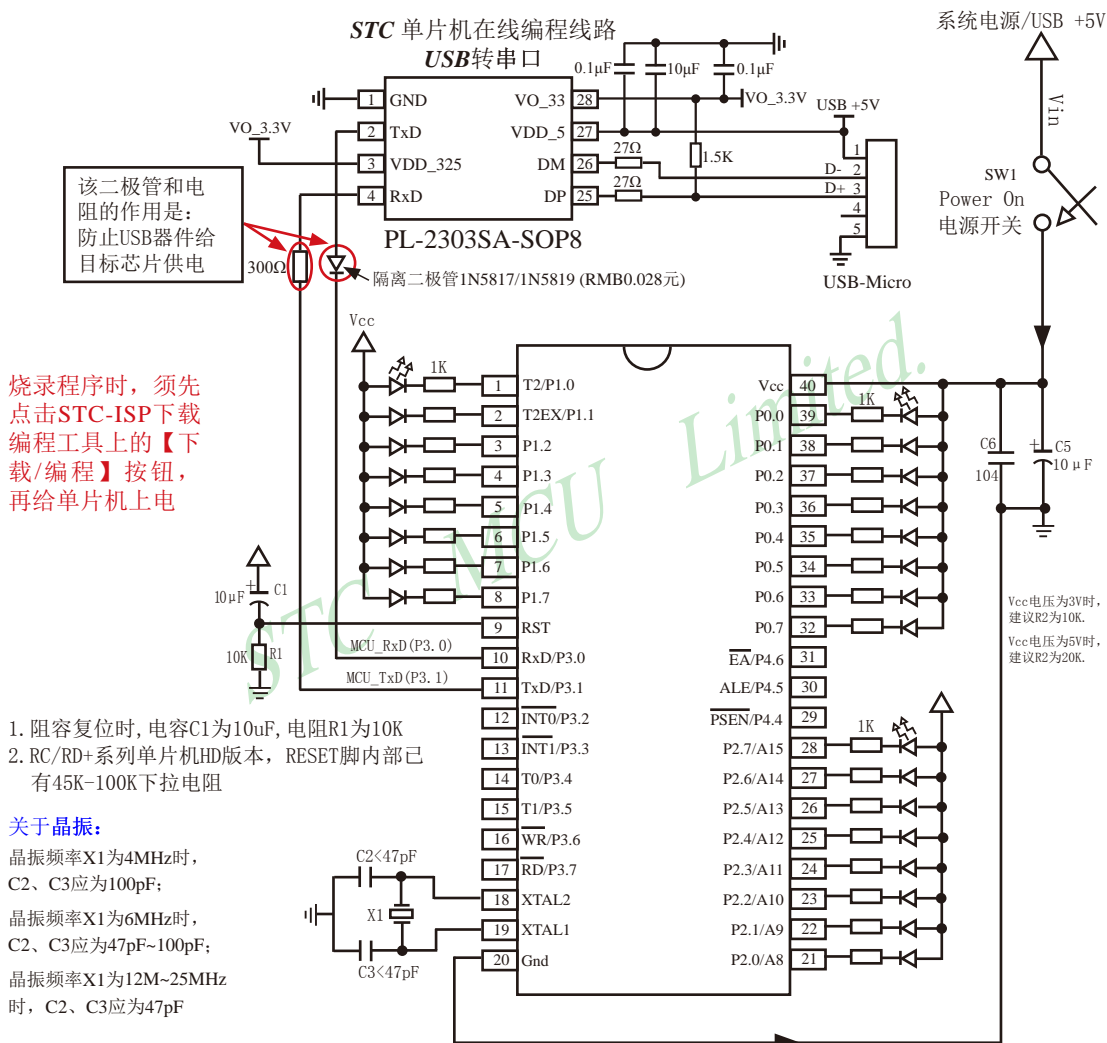 STC 单片机在线编程线路
USB转串口
系统电源/USB +5V
Vin
SW1
Power On
电源开关
0.1μF
10μF
0.1μF
1 GND
2 TxD
3 VDD_325
4 RxD
VO_33 28
VDD_5 27
DM 26
DP 25
VO_3.3V
VO_3.3V
USB +5V
27Ω
27Ω
1.5K
D-
D+
1
2
3
4
5
USB-Micro
PL-2303SA-SOP8
该二极管和电
阻的作用是：
防止USB器件给
目标芯片供电
300Ω
隔离二极管1N5817/1N5819 (RMB0.028元)
烧录程序时，须先
点击STC-ISP下载
编程工具上的【下
载/编程】按钮，
再给单片机上电
Vcc
1K
1 T2/P1.0
2 T2EX/P1.1
3 P1.2
4 P1.3
5 P1.4
6 P1.5
7 P1.6
8 P1.7
9 RST
10 RxD/P3.0
11 TxD/P3.1
12 INT0/P3.2
13 INT1/P3.3
14 T0/P3.4
15 T1/P3.5
16 WR/P3.6
17 RD/P3.7
18 XTAL2
19 XTAL1
20 Gnd
Vcc 40
P0.0 39
P0.1 38
P0.2 37
P0.3 36
P0.4 35
P0.5 34
P0.6 33
P0.7 32
EA/P4.6 31
ALE/P4.5 30
PSEN/P4.4 29
P2.7/A15 28
P2.6/A14 27
P2.5/A13 26
P2.4/A12 25
P2.3/A11 24
P2.2/A10 23
P2.1/A9 22
P2.0/A8 21
1K
1K
C6
104
+ C5
10μF
Vcc电压为3V时，
建议R2为10K.
Vcc电压为5V时，
建议R2为20K.
+ C1
10μF
10K R1
MCU_RxD(P3.0)
MCU_TxD(P3.1)
1.阻容复位时,电容C1为10uF,电阻R1为10K
2.RC/RD+系列单片机HD版本，RESET脚内部已
有45K-100K下拉电阻
关于晶振：
晶振频率X1为4MHz时，
C2、C3应为100pF；
晶振频率X1为6MHz时，
C2、C3应为47pF~100pF；
晶振频率X1为12M~25MHz
时，C2、C3应为47pF
C2<47pF
X1
C3<47pF
STC MCU Limited.